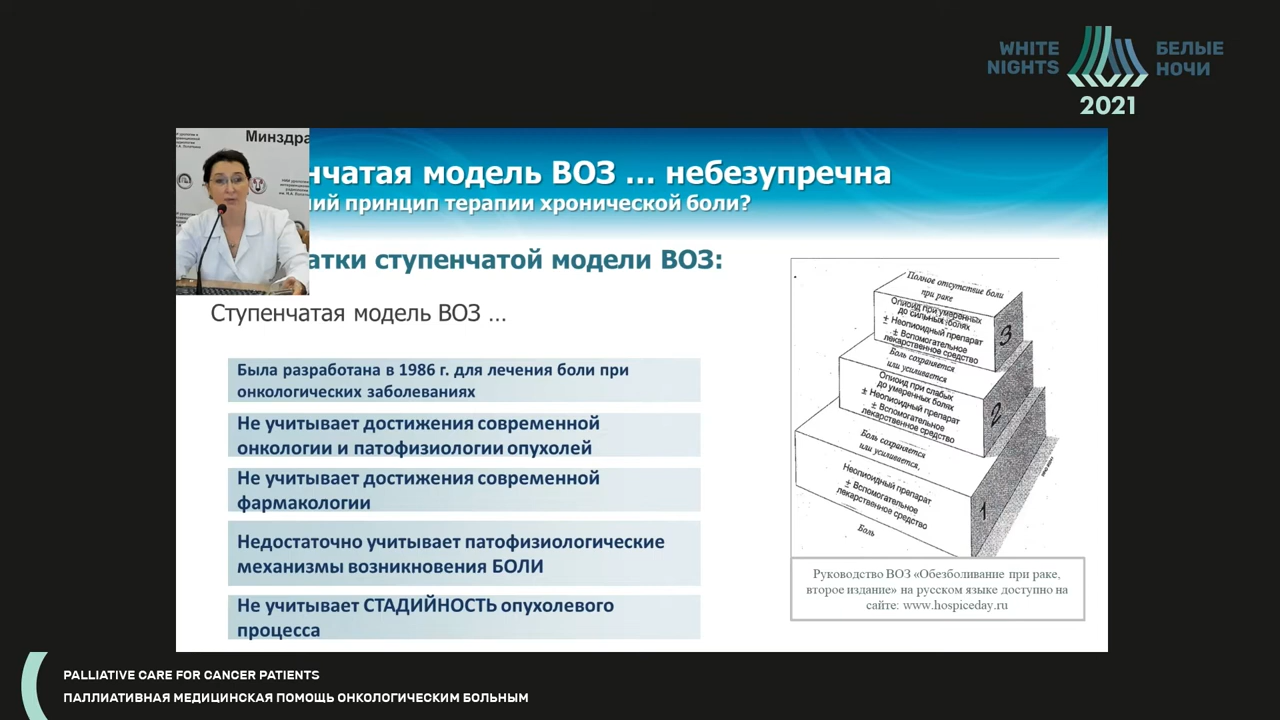 WHITE
NIGHTS
БЕЛЫЕ
НОЧИ
2021
Минздра
нчатая модель ВОЗ ... небезупречна
ий принцип терапии хронической боли?
атки ступенчатой модели ВОЗ:
Ступенчатая модель ВОЗ ...
Была разработана в 1986 г. для лечения боли при
онкологических заболеваниях
Не учитывает достижения современной
онкологии и патофизиологии опухолей
Не учитывает достижения современной
фармакологии
Недостаточно учитывает патофизиологические
механизмы возникновения БОЛИ
Не учитывает СТАДИЙНОСТЬ опухолевого
процесса
Полное отсутствие боли
при раке
Опиоид при умеренных
до сильных болях
± Неопиоидный препарат
± Вспомогательное
лекарственное средство
3
Боль сохраняется
или усиливается
Опиоид при слабых
до умеренных болях
± Неопиоидный препарат
± Вспомогательное
лекарственное средство
2
Боль сохраняется
или усиливается,
Неопиоидный препарат
± Вспомогательное
лекарственное средство
1
Боль
Руководство ВОЗ «Обезболивание при раке,
второе издание» на русском языке доступно на
сайте: www.hospiceday.ru
PALLIATIVE CARE FOR CANCER PATIENTS
ПАЛЛИАТИВНАЯ МЕДИЦИНСКАЯ ПОМОЩЬ ОНКОЛОГИЧЕСКИМ БОЛЬНЫМ